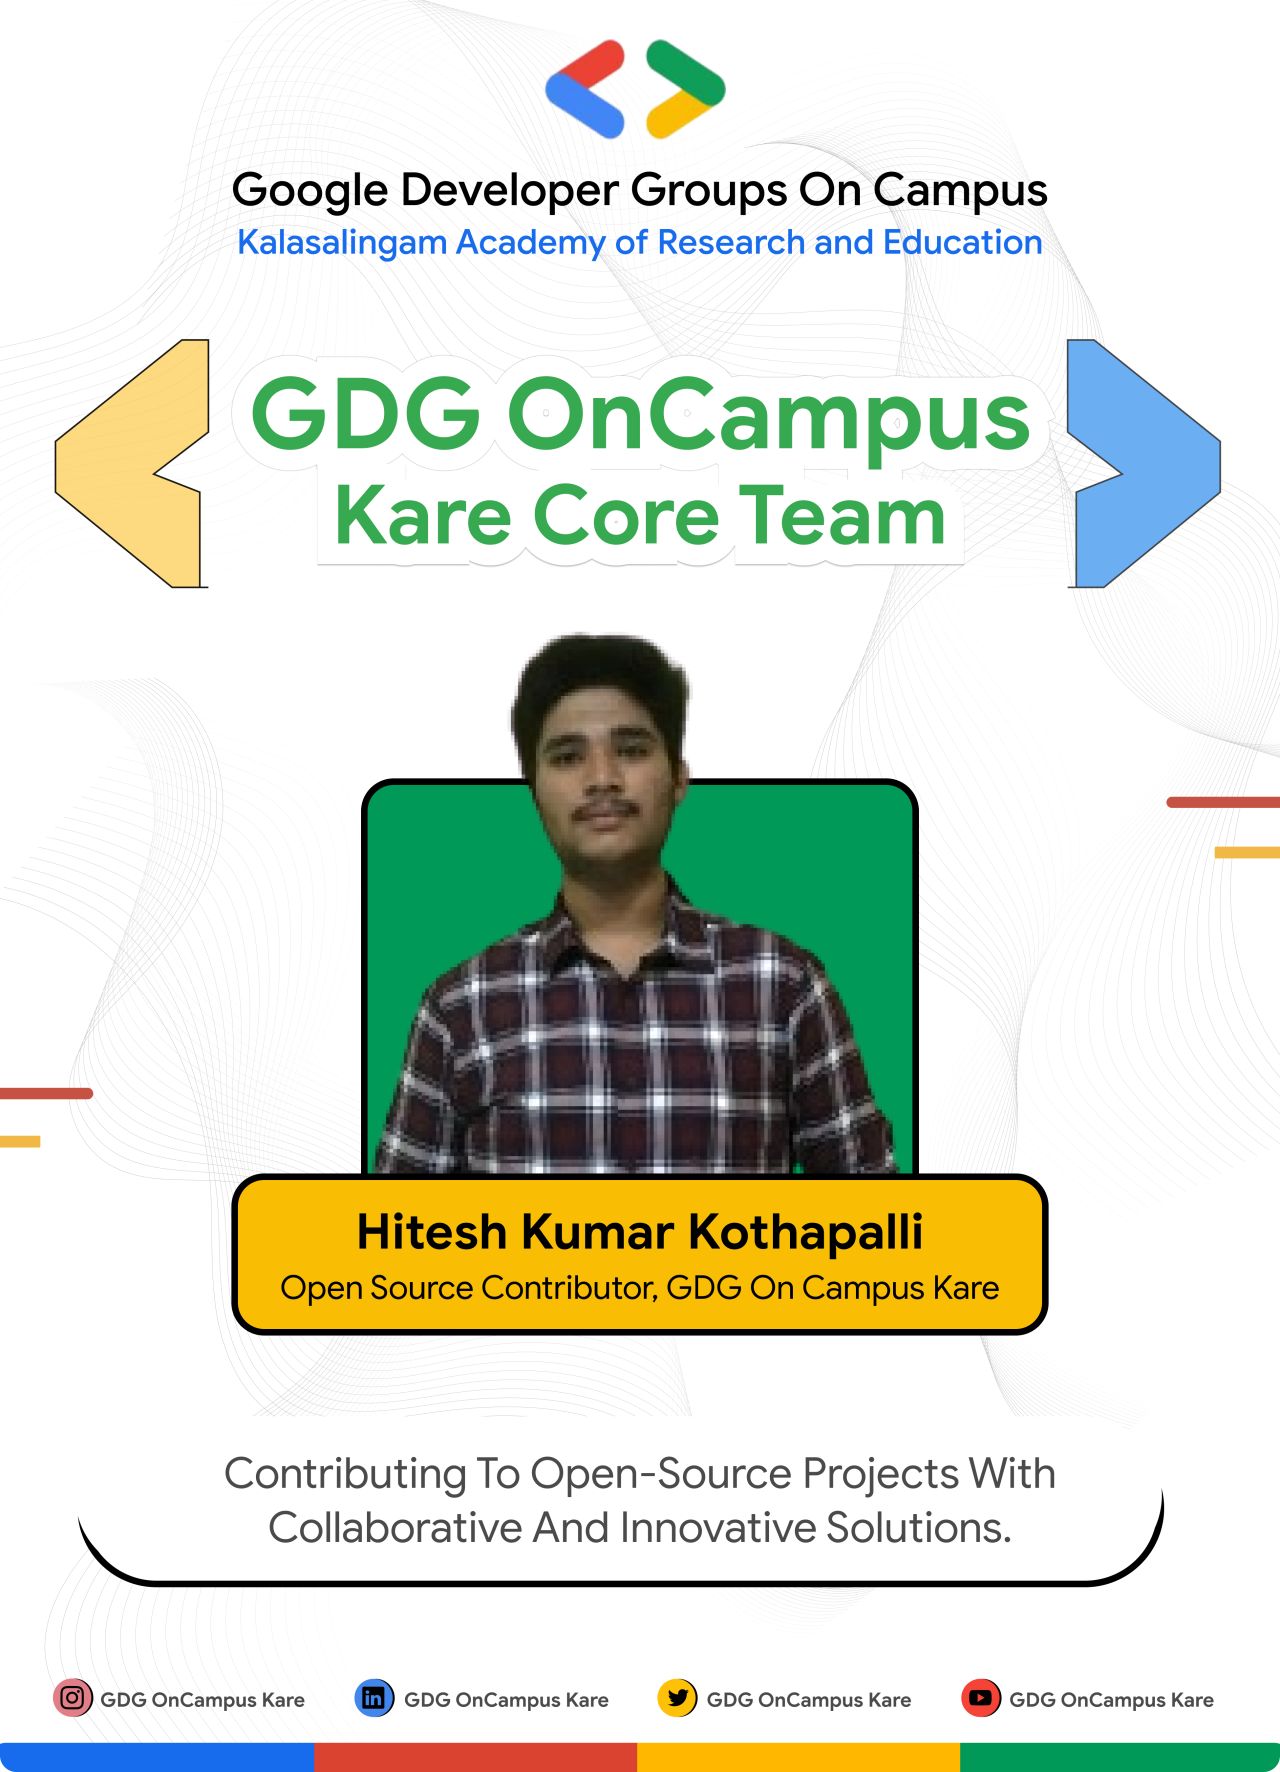 Google Developer Groups On Campus
Kalasalingam Academy of Research and Education
GDG OnCampus
Kare Core Team
Hitesh Kumar Kothapalli
Open Source Contributor, GDG On Campus Kare
Contributing To Open-Source Projects With
Collaborative And Innovative Solutions.
GDG OnCampus Kare
GDG OnCampus Kare
GDG OnCampus Kare
GDG OnCampus Kare